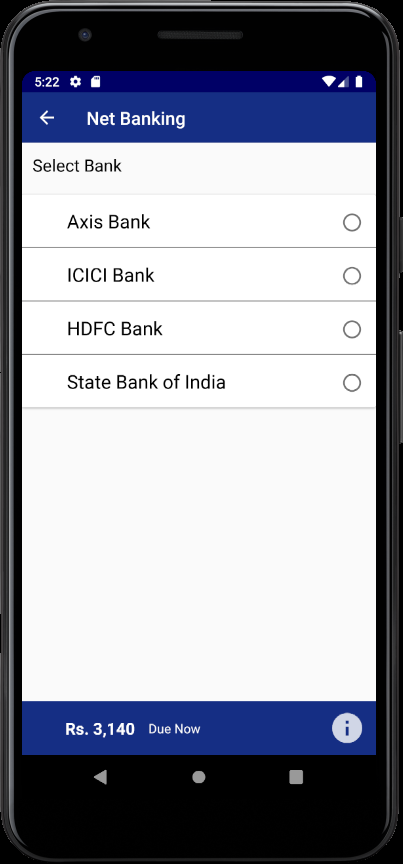 5:22
Net Banking
Select Bank
Axis Bank
ICICI Bank
HDFC Bank
State Bank of India
Rs. 3,140 Due Now